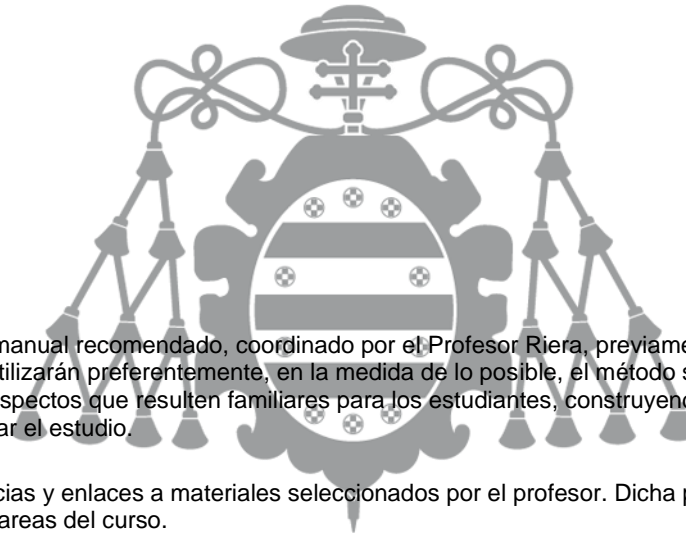 manual recomendado, coordinado por el Profesor Riera, previame
tilizarán preferentemente, en la medida de lo posible, el método s
spectos que resulten familiares para los estudiantes, construyend
ar el estudio.
cias y enlaces a materiales seleccionados por el profesor. Dicha p
areas del curso.